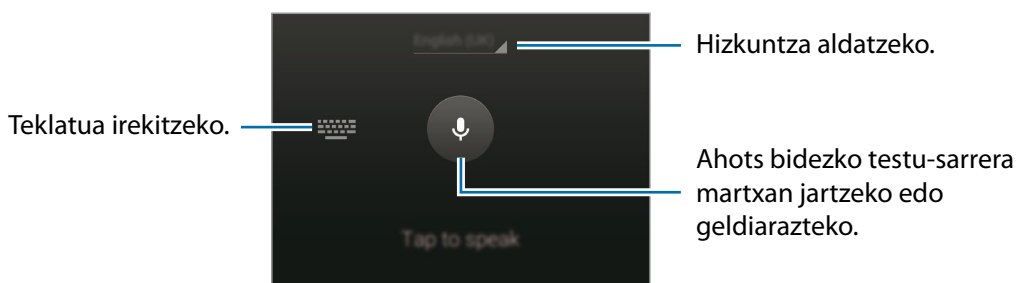 English (UK)
Hizkuntza aldatzeko.
Teklatua irekitzeko.
Ahots bidezko testu-sarrera
martxan jartzeko edo
geldiarazteko.
Tap to speak